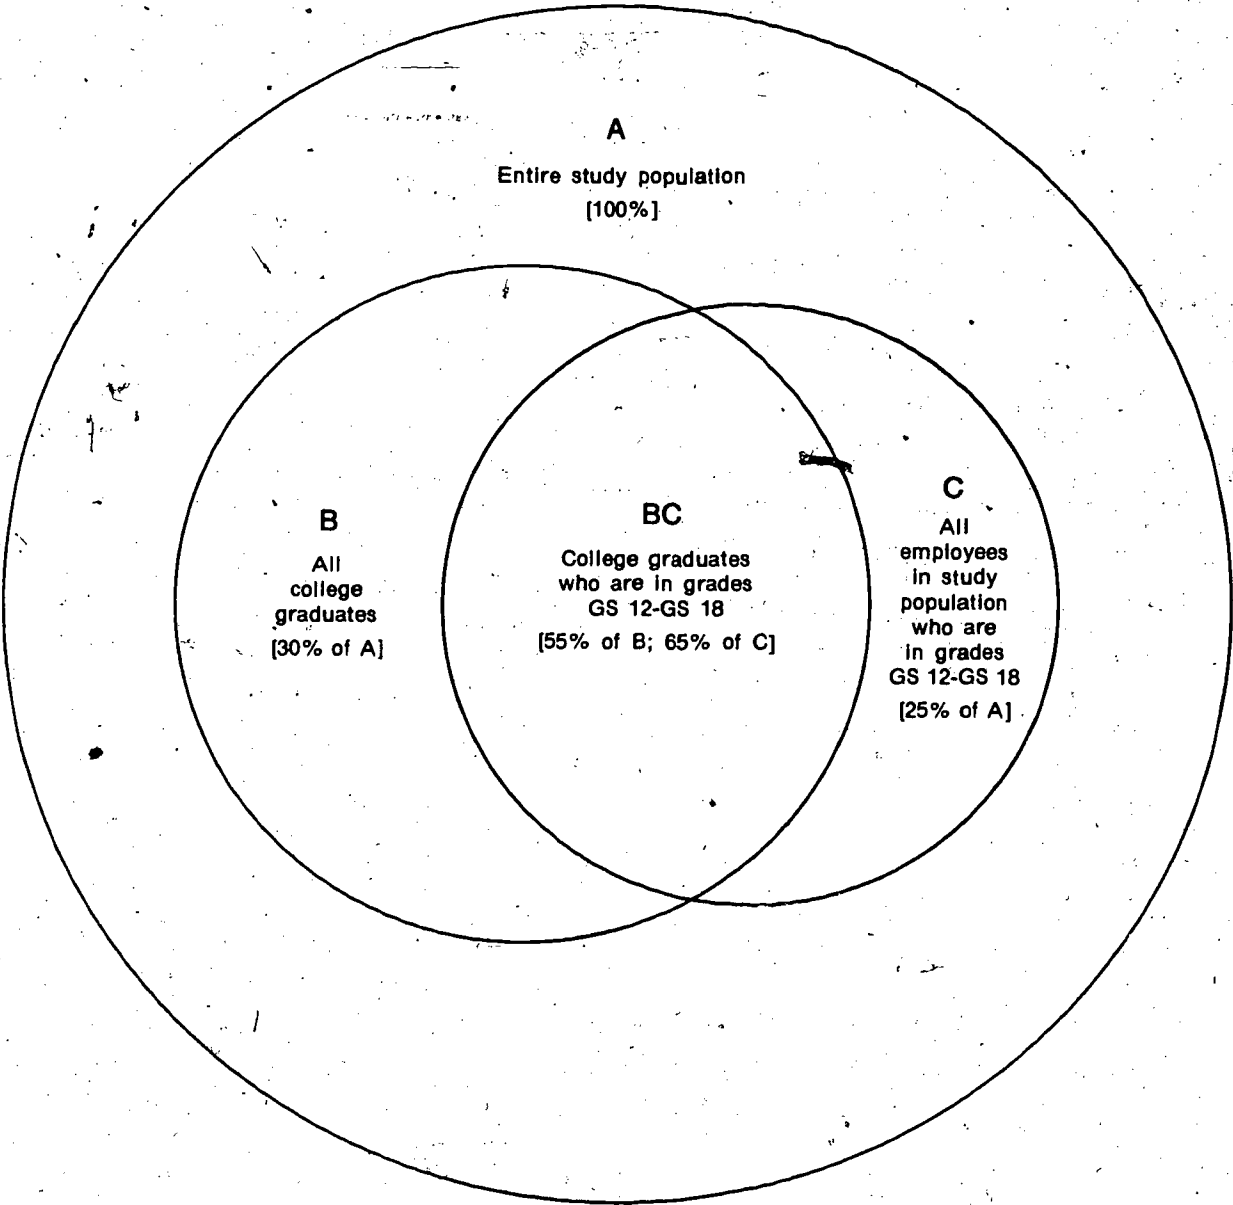 A
Entire study population
[100%]
B
All
college
graduates
[30% of A]
BC
College graduates
who are in grades
GS 12-GS 18
[55% of B; 65% of C]
C
All
employees
in study
population
who are
in grades
GS 12-GS 18
[25% of A]